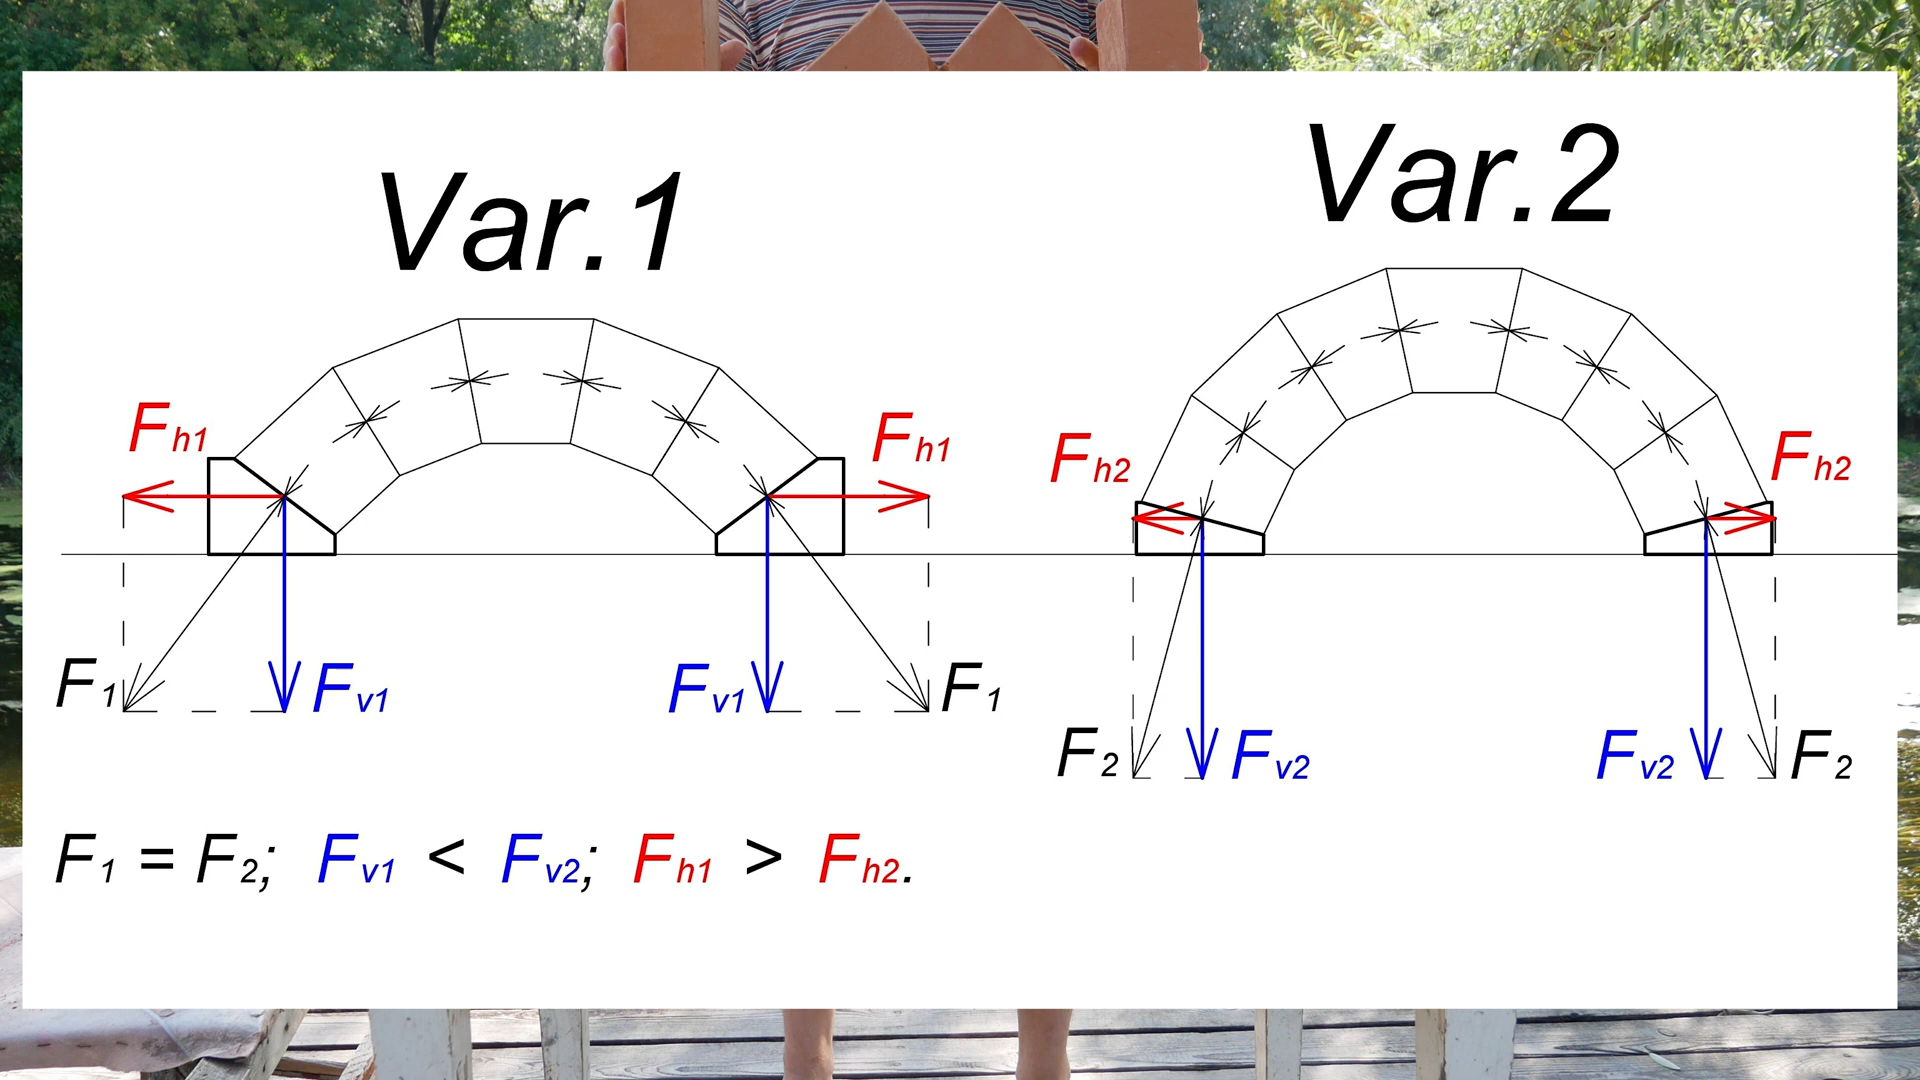 Var.1
Var.2
Fh1
Fh1
Fh2
Fh2
F1
Fv1
Fv1
F1
F2
Fv2
Fv2
F2
F1 = F2; Fv1 < Fv2; Fh1 > Fh2.